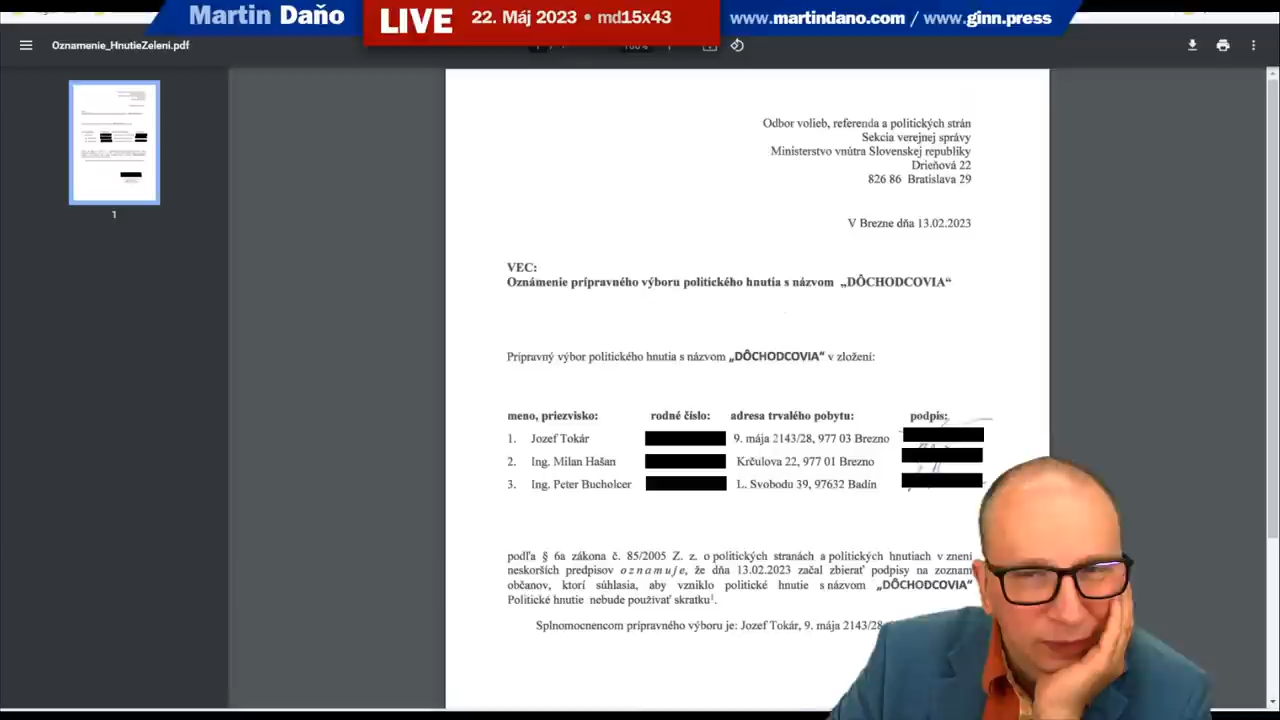 Martin Daňo
LIVE
22. Máj 2023 • md15x43
www.martindano.com / www.ginn.press
Oznamenie_HnutieZeleni.pdf
1
Odbor volieb, referenda a politických strán
Sekcia verejnej správy
Ministerstvo vnútra Slovenskej republiky
Drieňová 22
826 86 Bratislava 29
V Brezne dňa 13.02.2023
VEC:
Oznámenie prípravného výboru politického hnutia s názvom „DÔCHODCOVIA“
Prípravný výbor politického hnutia s názvom „DÔCHODCOVIA“ v zložení:
meno, priezvisko: rodné číslo: adresa trvalého pobytu: podpis:
1. Jozef Tokár 9. mája 2143/28, 977 03 Brezno
2. Ing. Milan Hašan Krčulova 22, 977 01 Brezno
3. Ing. Peter Bucholcer L. Svobodu 39, 97632 Badín
podľa § 6a zákona č. 85/2005 Z. z. o politických stranách a politických hnutiach v znení
neskorších predpisov oznamuje, že dňa 13.02.2023 začal zbierať podpisy na zoznam
občanov, ktorí súhlasia, aby vzniklo politické hnutie s názvom „DÔCHODCOVIA“
Politické hnutie nebude používať skratku¹.
Splnomocnencom prípravného výboru je: Jozef Tokár, 9. mája 2143/28